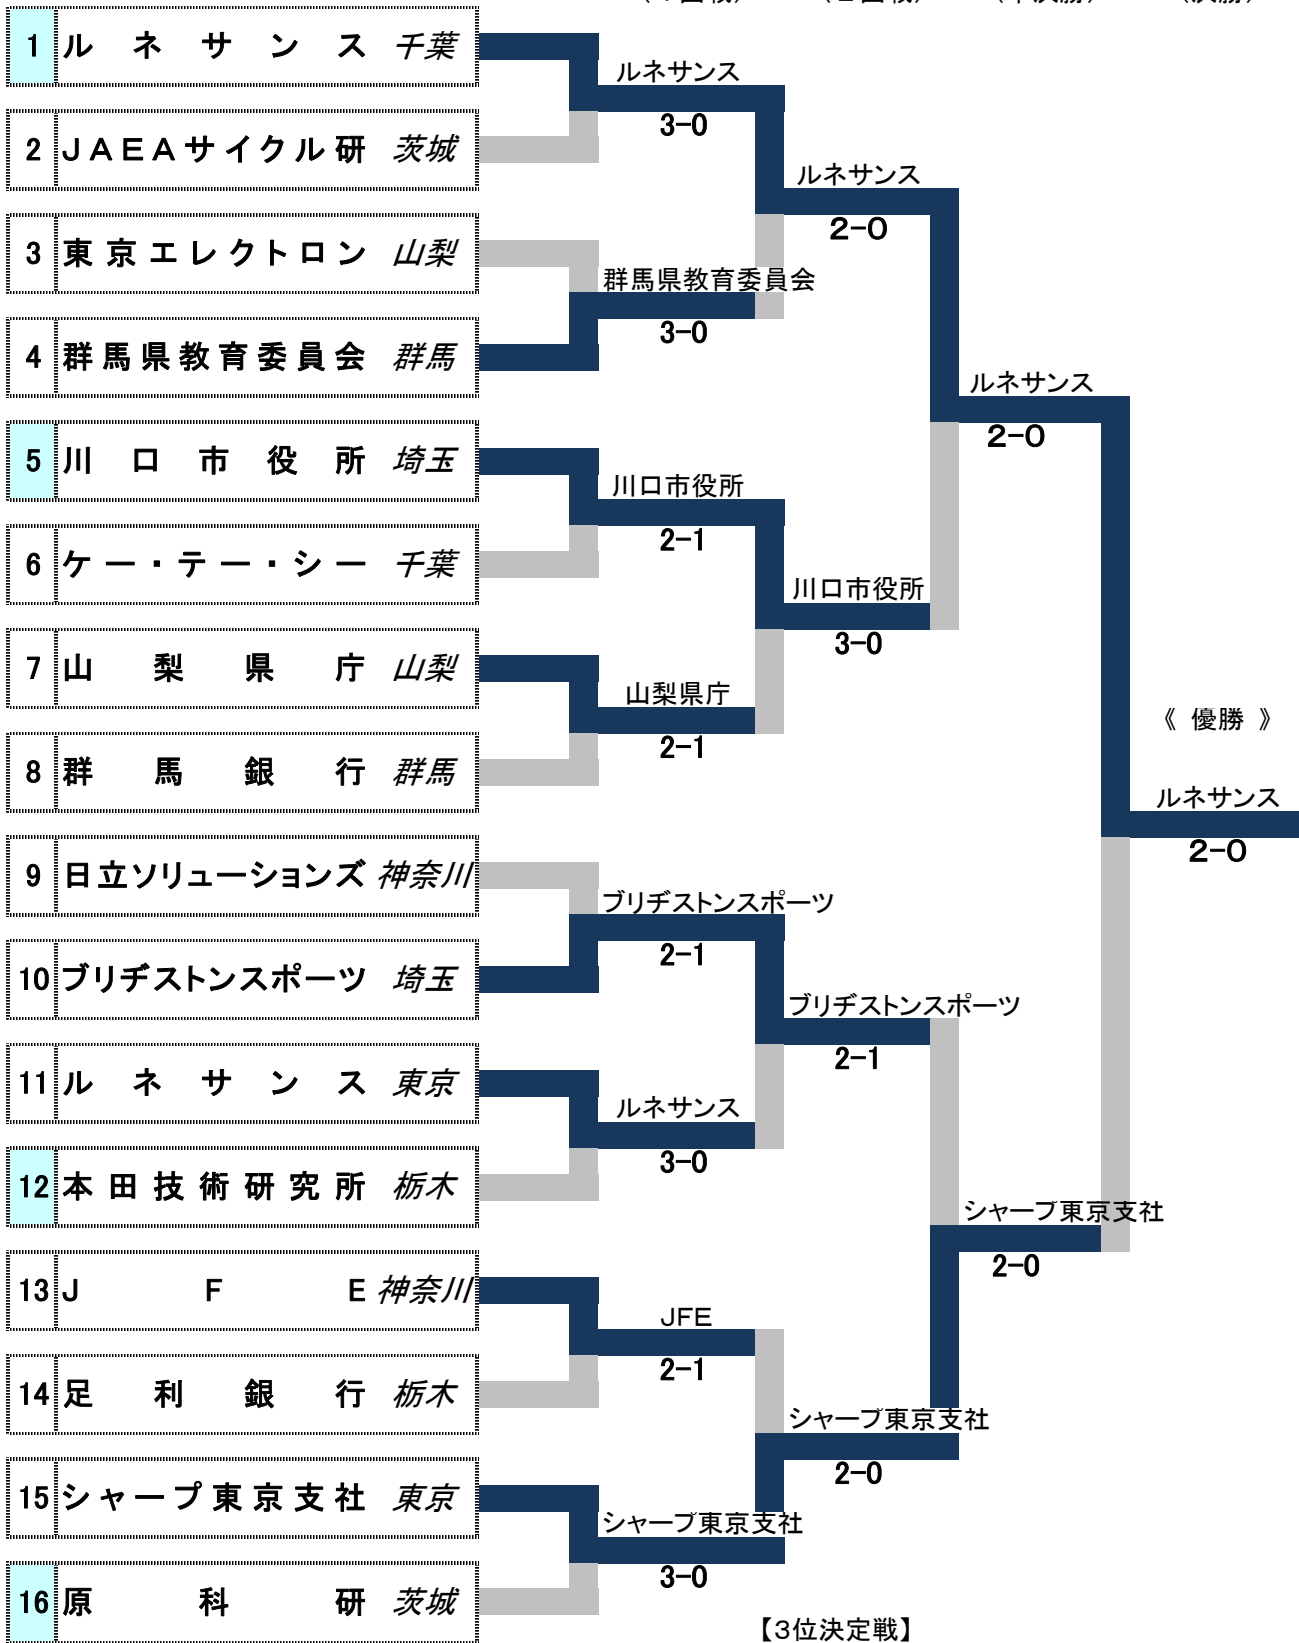 1 ルネサンス 千葉
2 JAEAサイクル研 茨城
3 東京エレクトロン 山梨
4 群馬県教育委員会 群馬
5 川口市役所 埼玉
6 ケー・テー・シー 千葉
7 山梨県庁 山梨
8 群馬銀行 群馬
9 日立ソリューションズ 神奈川
10 ブリヂストンスポーツ 埼玉
11 ルネサンス 東京
12 本田技術研究所 栃木
13 JFE 神奈川
14 足利銀行 栃木
15 シャープ東京支社 東京
16 原科研 茨城
ルネサンス
3-0
群馬県教育委員会
3-0
川口市役所
2-1
山梨県庁
2-1
ブリヂストンスポーツ
2-1
ルネサンス
3-0
JFE
2-1
シャープ東京支社
3-0
ルネサンス
2-0
川口市役所
3-0
ブリヂストンスポーツ
2-1
シャープ東京支社
2-0
ルネサンス
2-0
シャープ東京支社
2-0
《 優勝 》
ルネサンス
2-0
【3位決定戦】